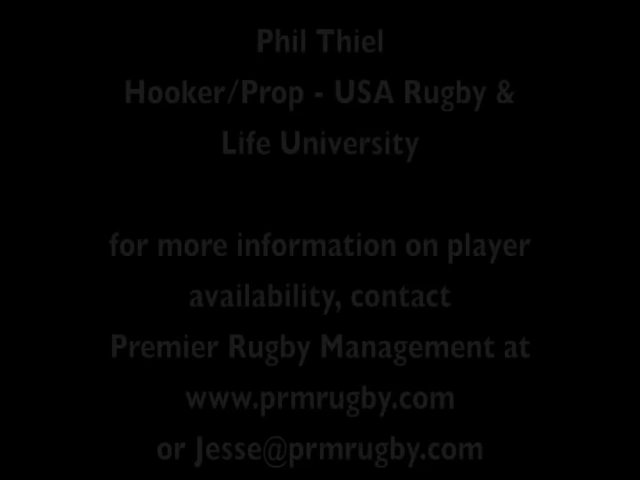 Phil Thiel
Hooker/Prop - USA Rugby &
Life University
for more information on player
availability, contact
Premier Rugby Management at
www.prmrugby.com
or Jesse@prmrugby.com